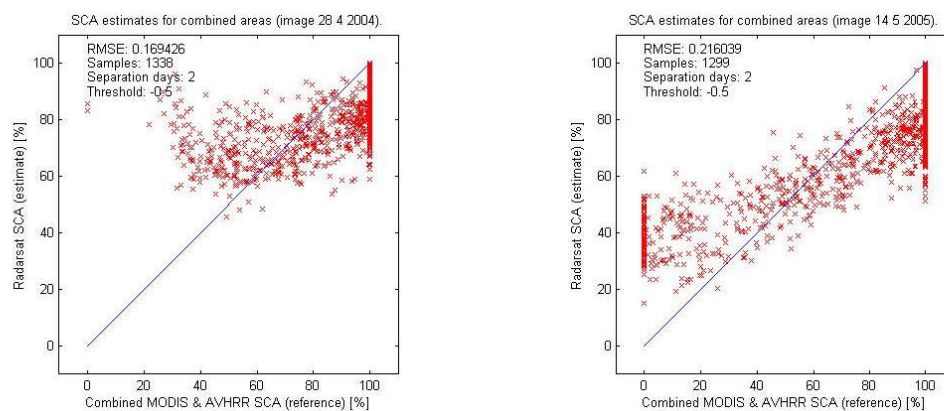 SCA estimates for combined areas (image 28 4 2004).
RMSE: 0.169426
Samples: 1338
Separation days: 2
Threshold: -0.5
100
80
60
40
20
0
Radarsat SCA (estimate) [%]
0 20 40 60 80 100
Combined MODIS & AVHRR SCA (reference) [%]
SCA estimates for combined areas (image 14 5 2005).
RMSE: 0.216039
Samples: 1299
Separation days: 2
Threshold: -0.5
100
80
60
40
20
0
Radarsat SCA (estimate) [%]
0 20 40 60 80 100
Combined MODIS & AVHRR SCA (reference) [%]